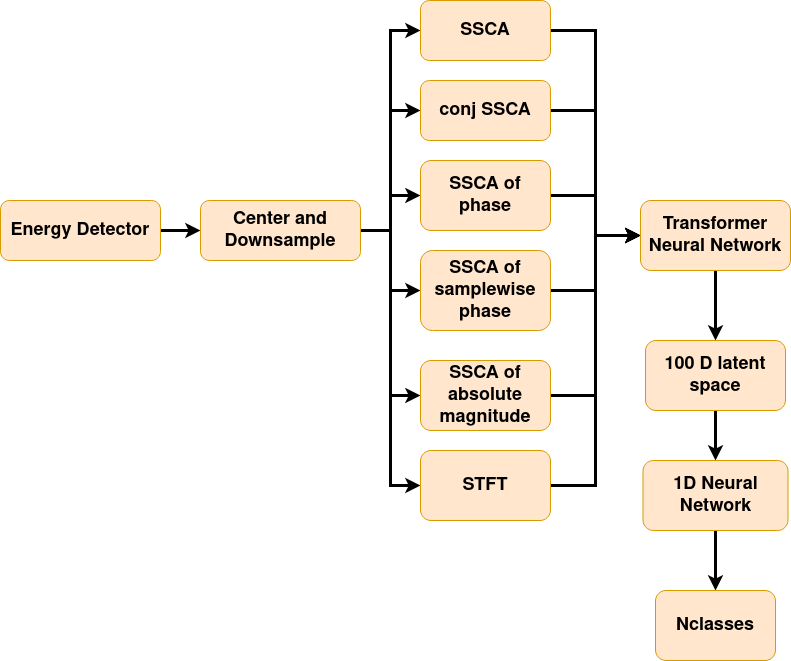 Energy Detector
Center and
Downsample
SSCA
conj SSCA
SSCA of
phase
SSCA of
samplewise
phase
SSCA of
absolute
magnitude
STFT
Transformer
Neural Network
100 D latent
space
1D Neural
Network
Nclasses